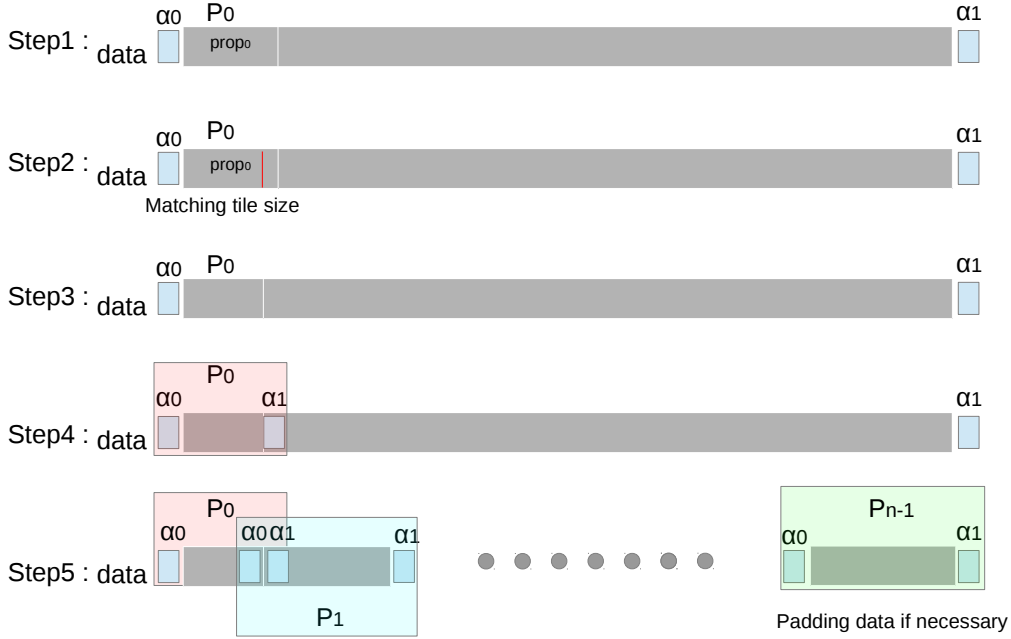 α0 P0 α1
Step1 : data prop0
α0 P0 α1
Step2 : data prop0
Matching tile size
α0 P0 α1
Step3 : data
P0
α0 α1 α1
Step4 : data
P0 Pn-1
α0 α0 α1 α1 α0 α1
Step5 : data
P1
Padding data if necessary